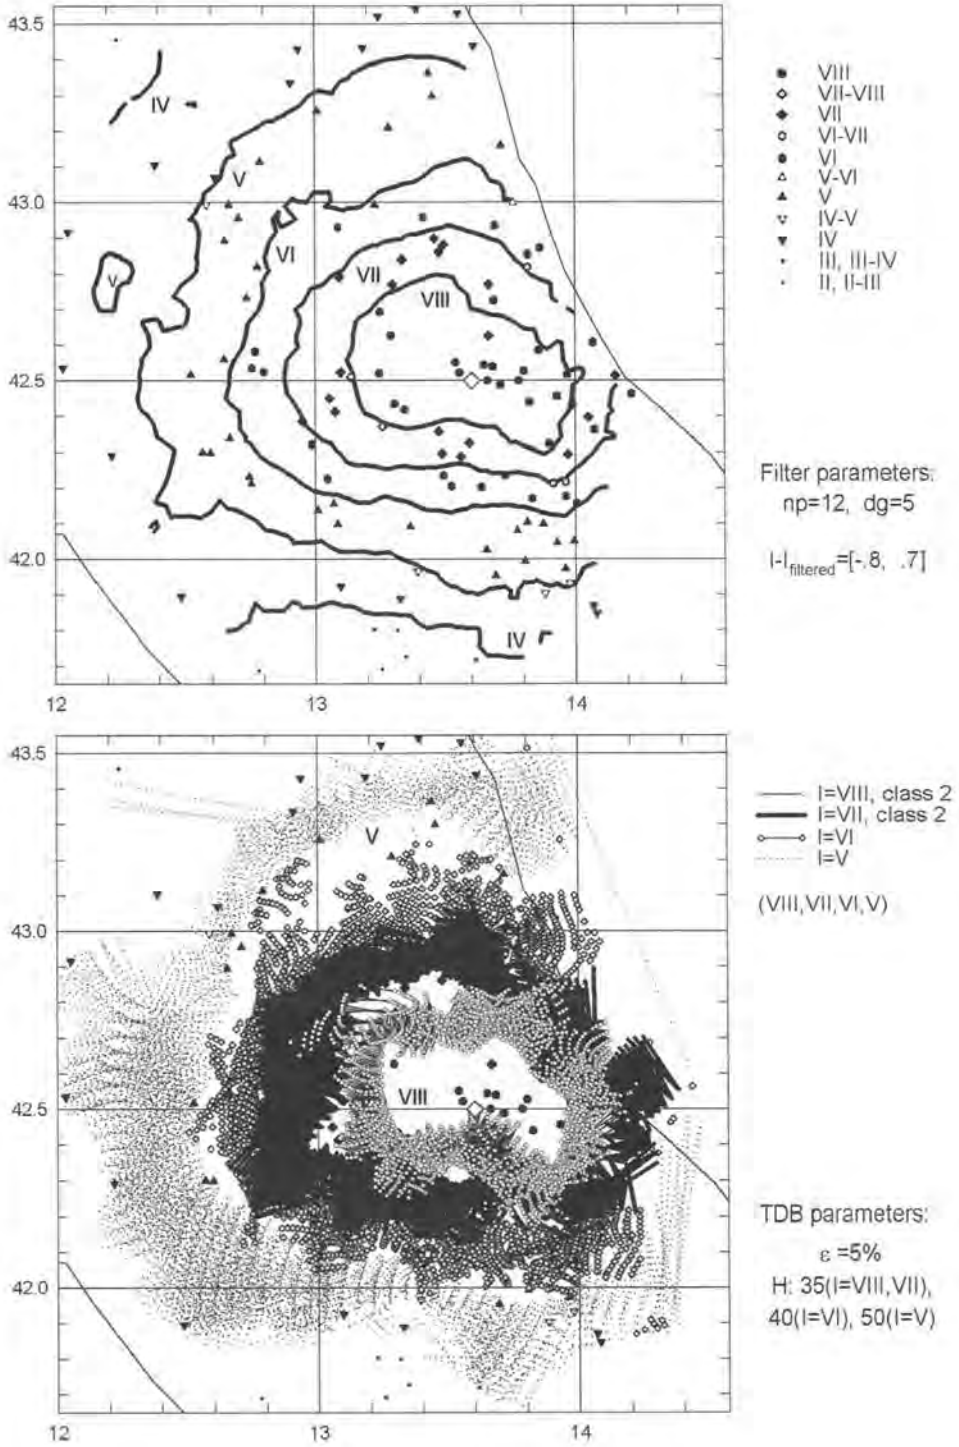 43.5
43.0
42.5
42.0
12
13
14
IV
V
VI
VII
VIII
V
IV
VIII
VII-VIII
VII
VI-VII
VI
V-VI
V
IV-V
IV
III, III-IV
II, II-III
Filter parameters:
np=12, dg=5
I-Ifiltered=[-.8, .7]
43.5
43.0
42.5
42.0
12
13
14
V
VIII
I=VIII, class 2
I=VII, class 2
I=VI
I=V
(VIII,VII,VI,V)
TDB parameters:
ε =5%
H: 35(I=VIII,VII),
40(I=VI), 50(I=V)